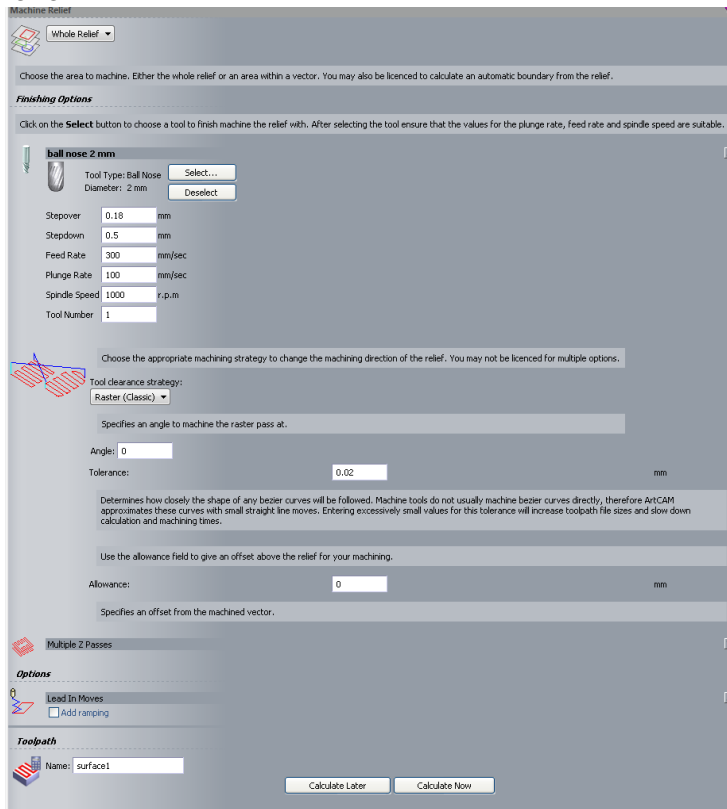 Machine Relief
Whole Relief
Choose the area to machine. Either the whole relief or an area within a vector. You may also be licenced to calculate an automatic boundary from the relief.
Finishing Options
Click on the Select button to choose a tool to finish machine the relief with. After selecting the tool ensure that the values for the plunge rate, feed rate and spindle speed are suitable.
ball nose 2 mm
Tool Type: Ball Nose Select...
Diameter: 2 mm Deselect
Stepover 0.18 mm
Stepdown 0.5 mm
Feed Rate 300 mm/sec
Plunge Rate 100 mm/sec
Spindle Speed 1000 r.p.m
Tool Number 1
Choose the appropriate machining strategy to change the machining direction of the relief. You may not be licenced for multiple options.
Tool clearance strategy:
Raster (Classic)
Specifies an angle to machine the raster pass at.
Angle: 0
Tolerance: 0.02 mm
Determines how closely the shape of any bezier curves will be followed. Machine tools do not usually machine bezier curves directly, therefore ArtCAM
approximates these curves with small straight line moves. Entering excessively small values for this tolerance will increase toolpath file sizes and slow down
calculation and machining times.
Use the allowance field to give an offset above the relief for your machining.
Allowance: 0 mm
Specifies an offset from the machined vector.
Multiple Z Passes
Options
Lead In Moves
Add ramping
Toolpath
Name: surface1
Calculate Later Calculate Now